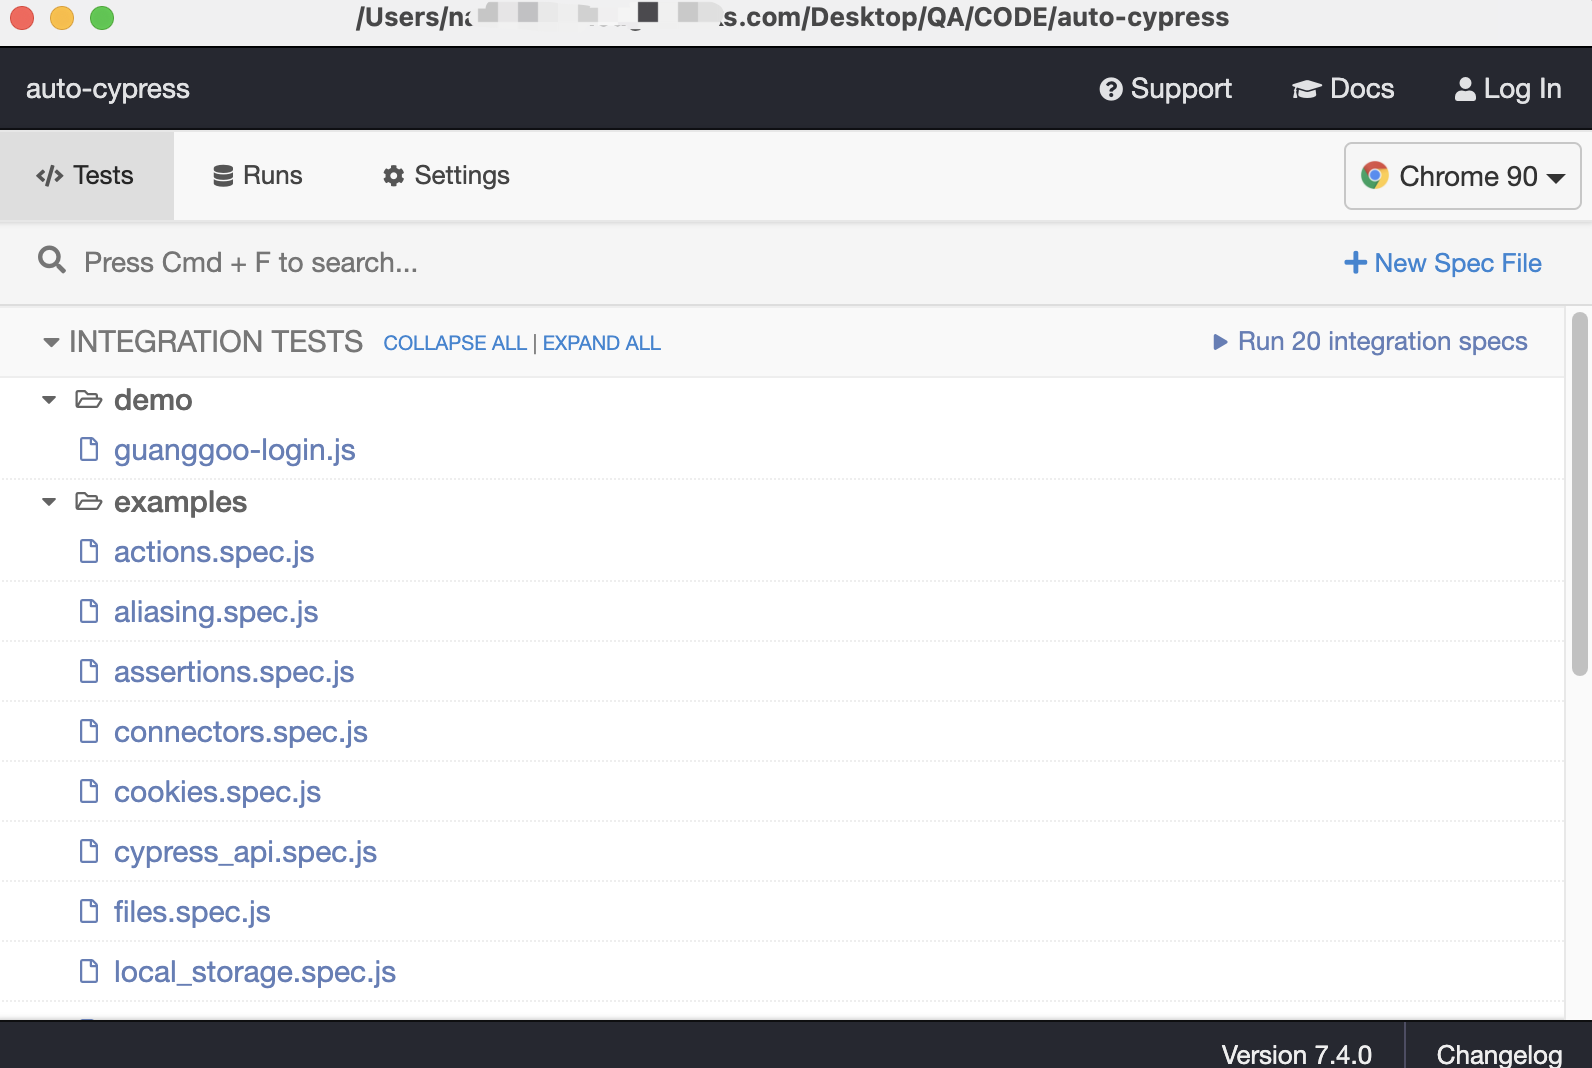 /Users/na s.com/Desktop/QA/CODE/auto-cypress
auto-cypress Support Docs Log In
</> Tests Runs Settings Chrome 90
Press Cmd + F to search... + New Spec File
INTEGRATION TESTS COLLAPSE ALL | EXPAND ALL Run 20 integration specs
demo
guanggoo-login.js
examples
actions.spec.js
aliasing.spec.js
assertions.spec.js
connectors.spec.js
cookies.spec.js
cypress_api.spec.js
files.spec.js
local_storage.spec.js
Version 7.4.0 Changelog